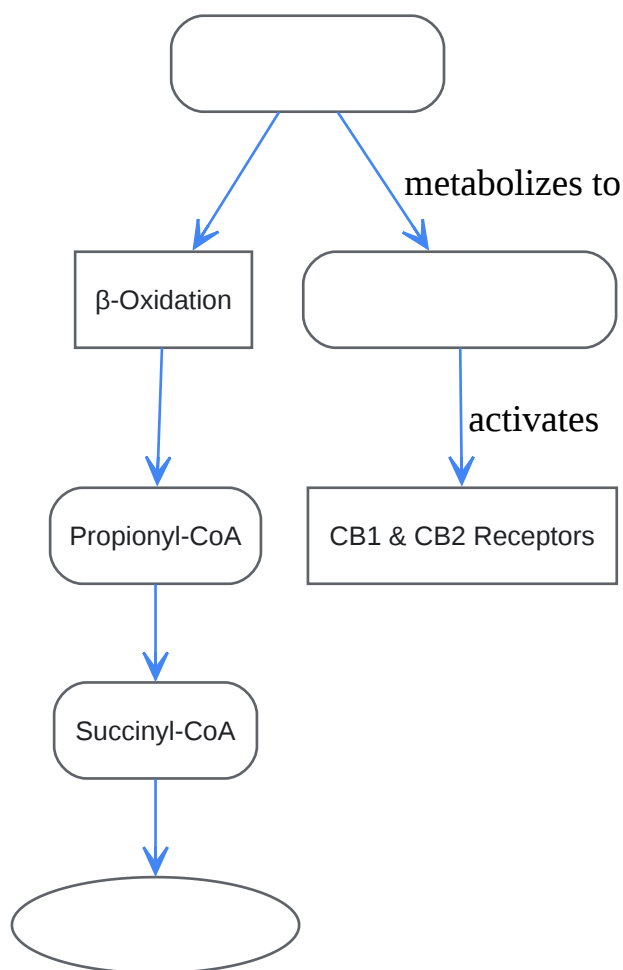 metabolizes to
β-Oxidation
activates
Propionyl-CoA
CB1 & CB2 Receptors
Succinyl-CoA